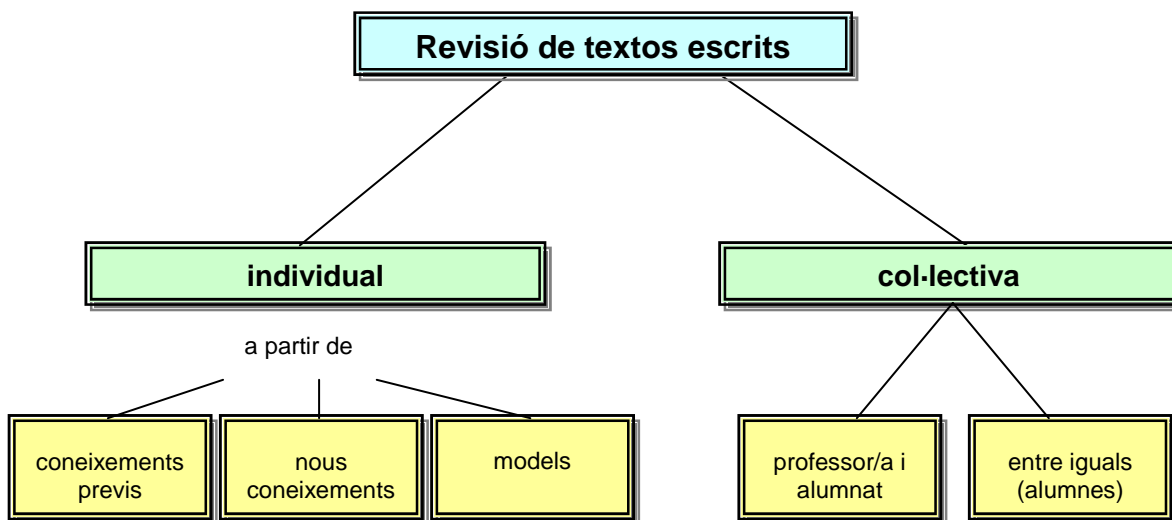 Revisió de textos escrits
individual
col·lectiva
a partir de
coneixements
previs
nous
coneixements
models
professor/a i
alumnat
entre iguals
(alumnes)